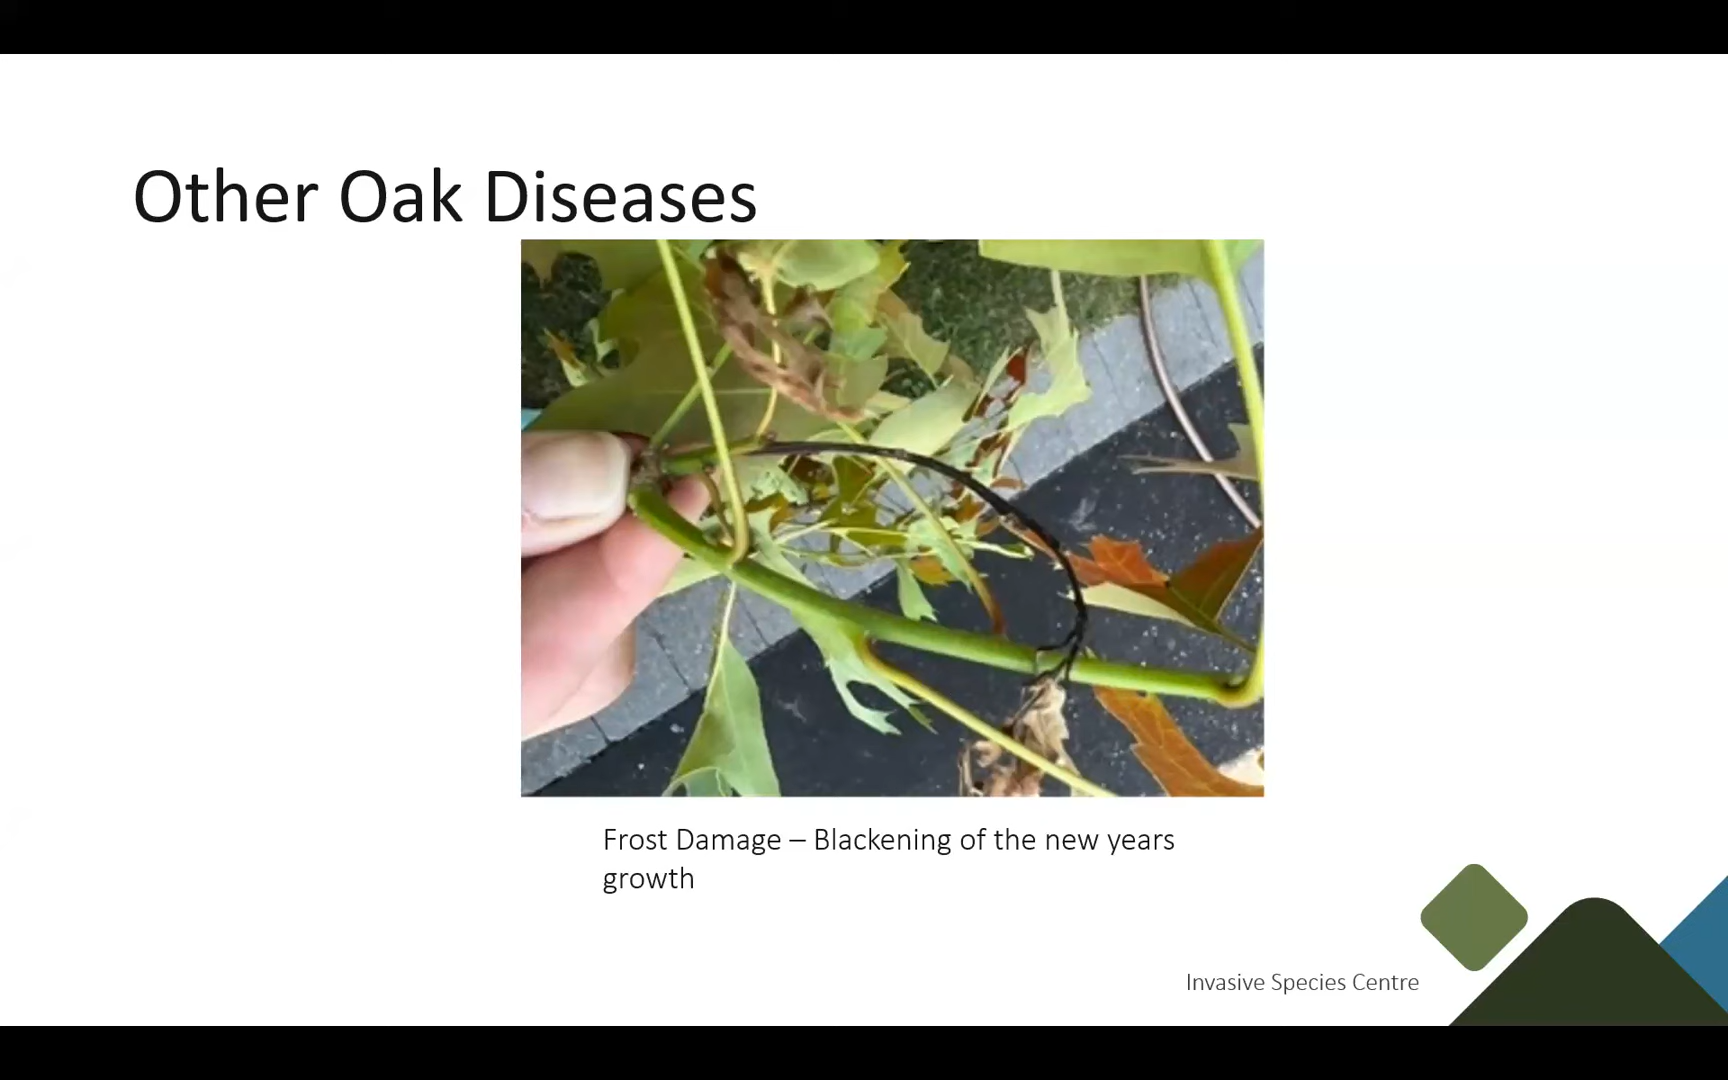 Other Oak Diseases
Frost Damage – Blackening of the new years
growth
Invasive Species Centre